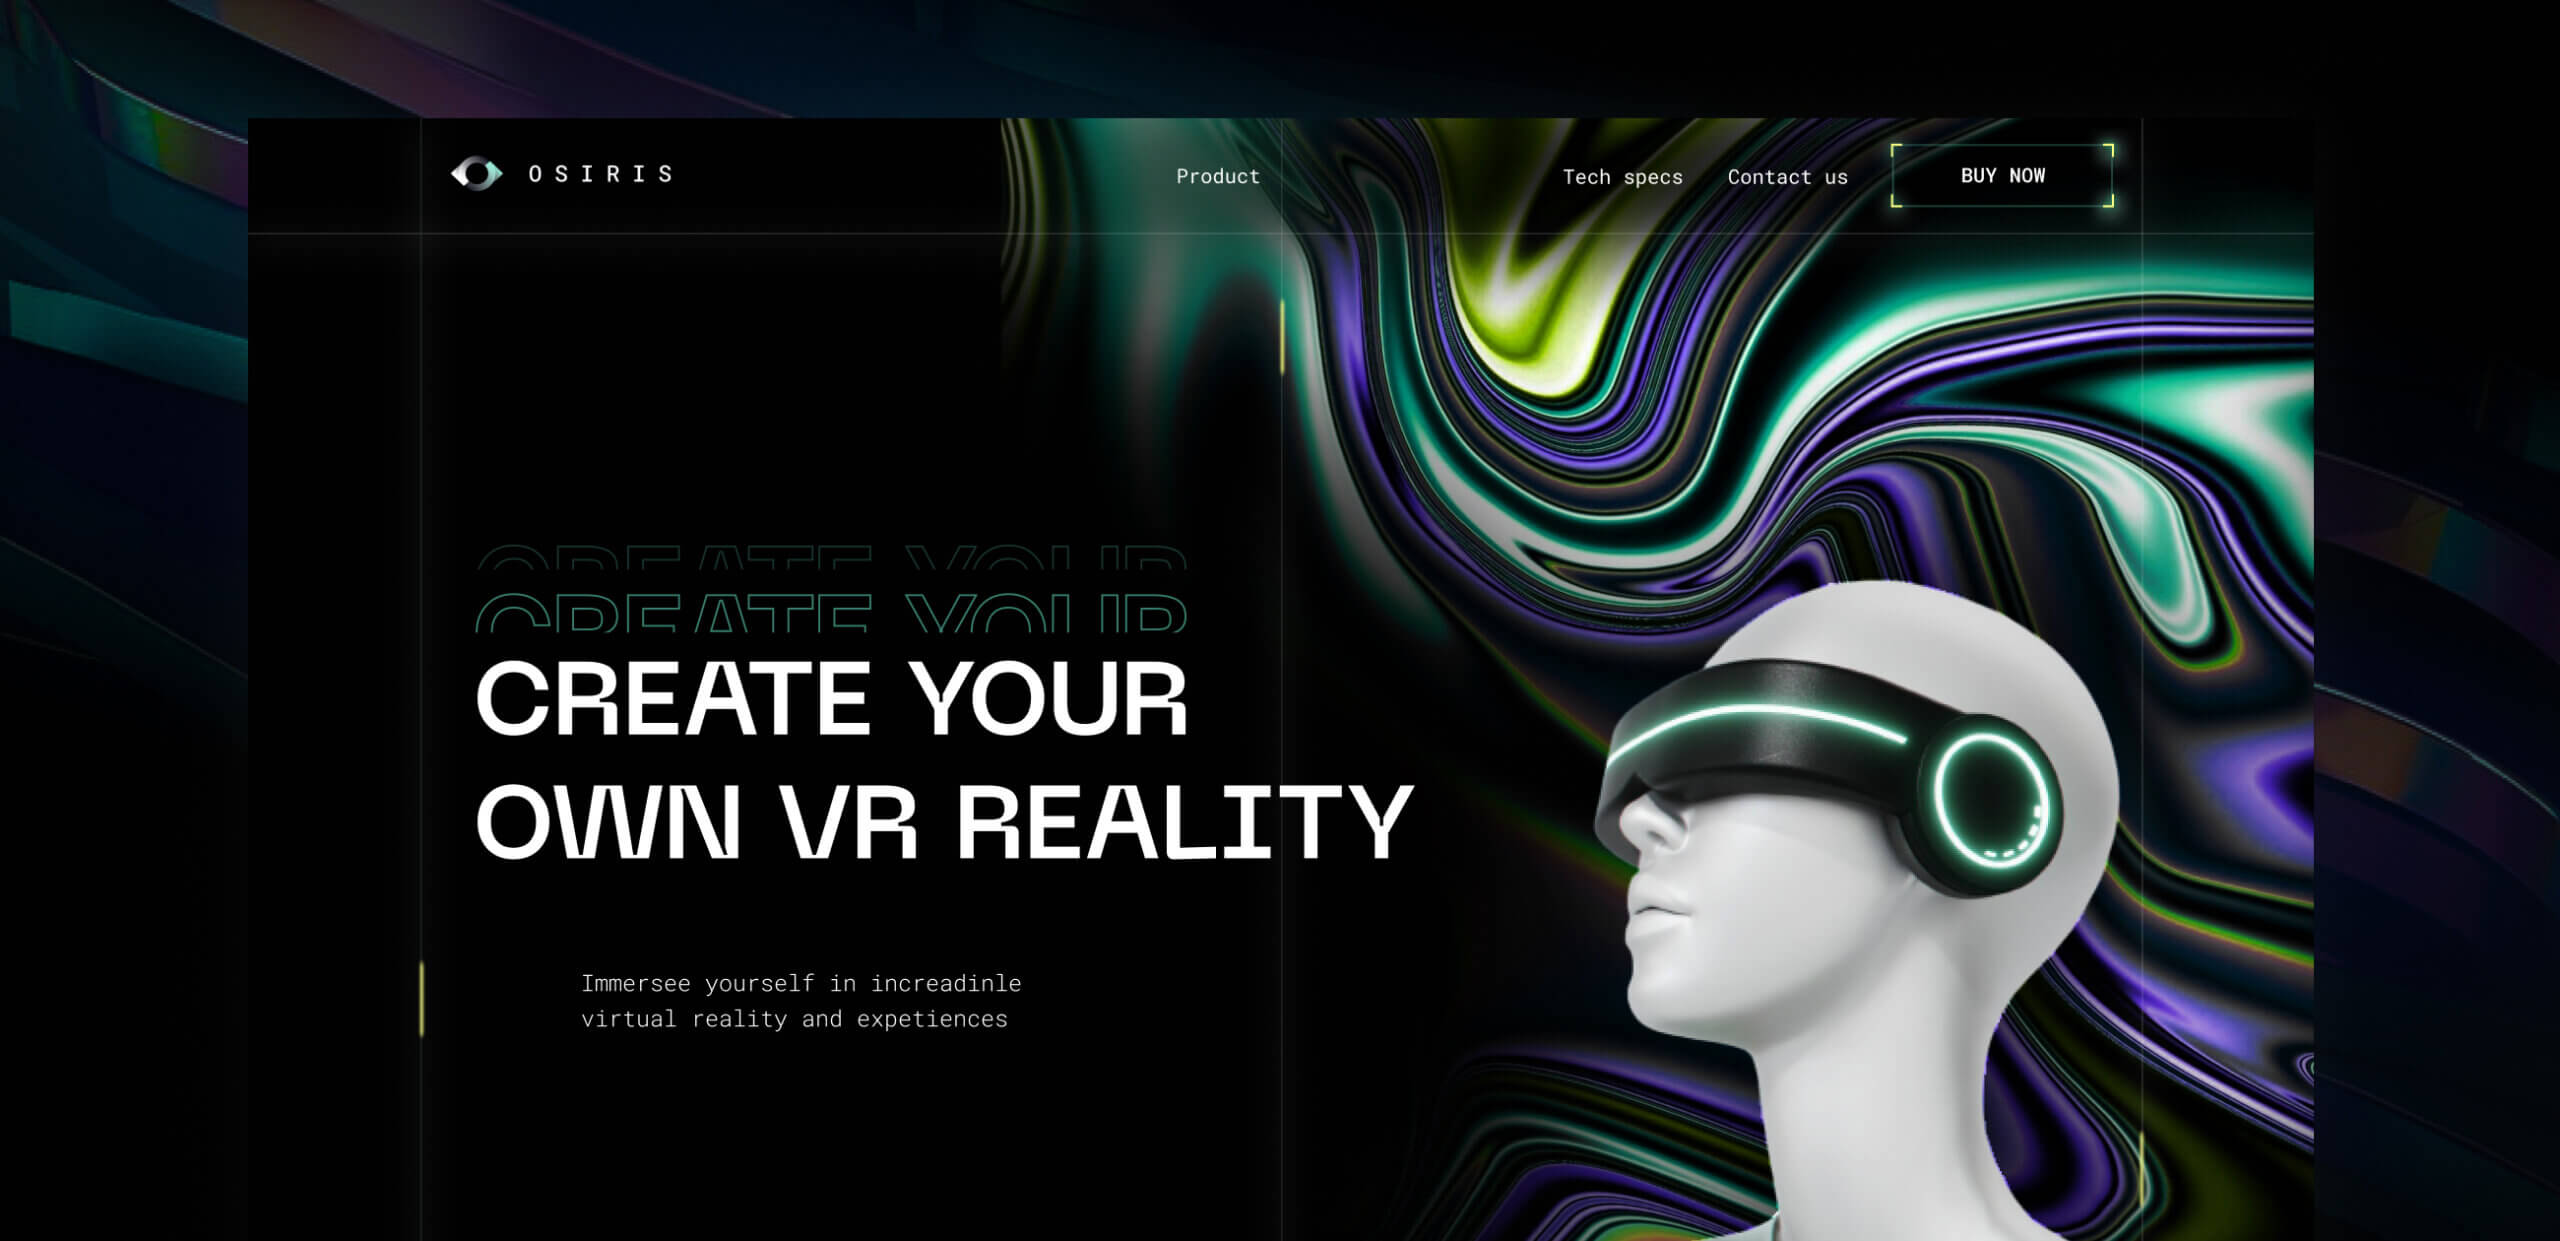 OSIRIS
Product
Tech specs
Contact us
BUY NOW
CREATE YOUR
CREATE YOUR
CREATE YOUR
OWN VR REALITY
Immersee yourself in increadinle
virtual reality and expetiences